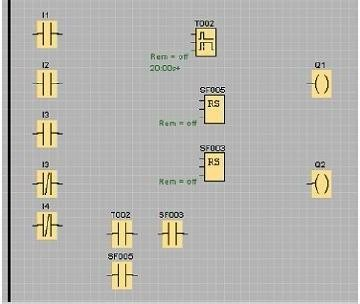 I1
T002
Rem = off
20:00s+
I2
Q1
SF005
RS
Rem = off
I3
SF003
RS
Rem = off
I3
Q2
I4
T002
SF003
SF005